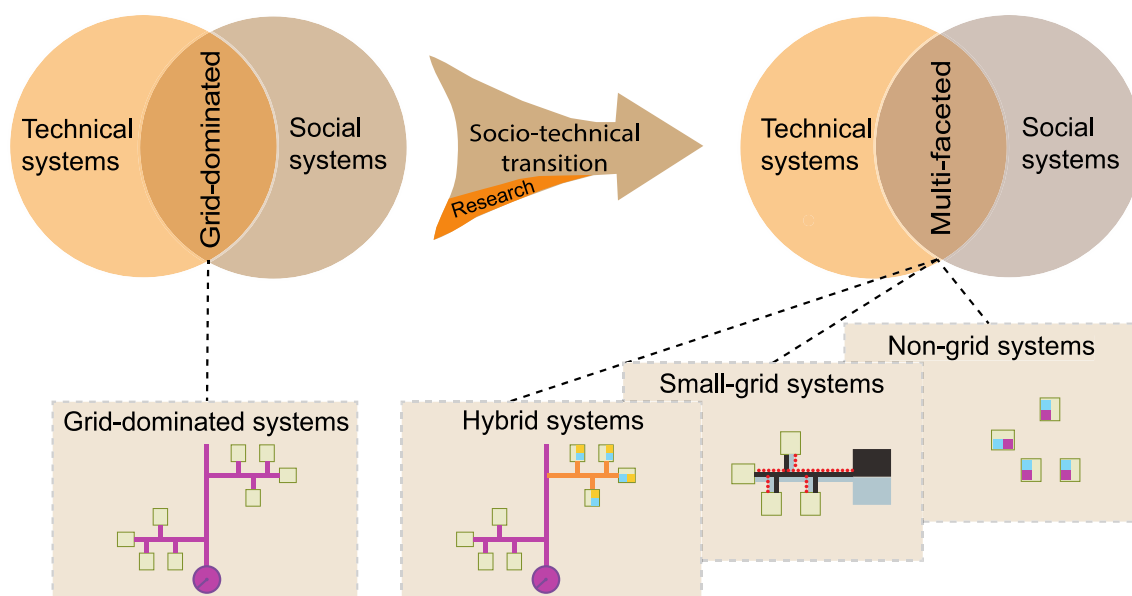 Technical
systems
Grid-dominated
Social
systems
Socio-technical
transition
Research
Technical
systems
Multi-faceted
Social
systems
Grid-dominated systems
Hybrid systems
Small-grid systems
Non-grid systems